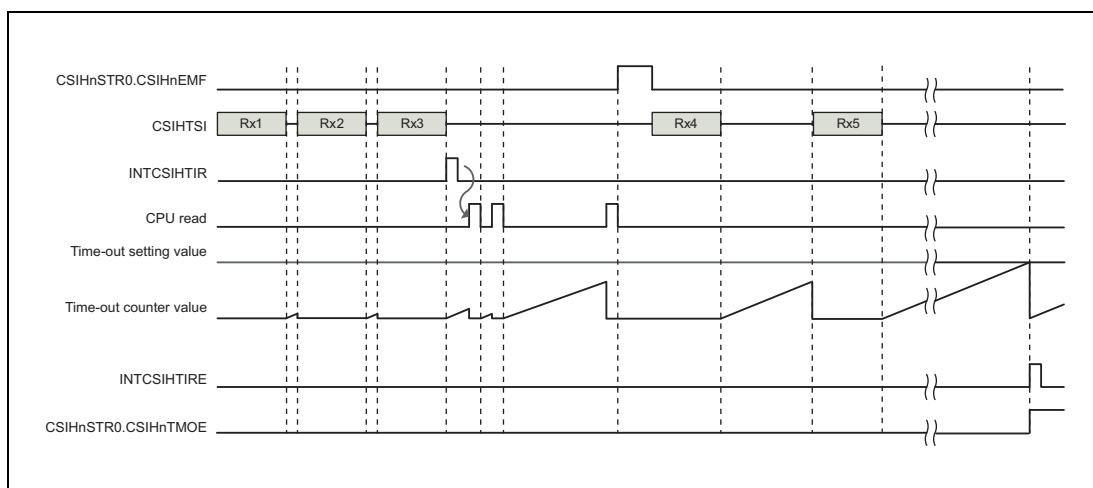 CSIHnSTR0.CSIHnEMF
CSIHTSI
Rx1
Rx2
Rx3
Rx4
Rx5
INTCSIHTIR
CPU read
Time-out setting value
Time-out counter value
INTCSIHTIRE
CSIHnSTR0.CSIHnTMOE